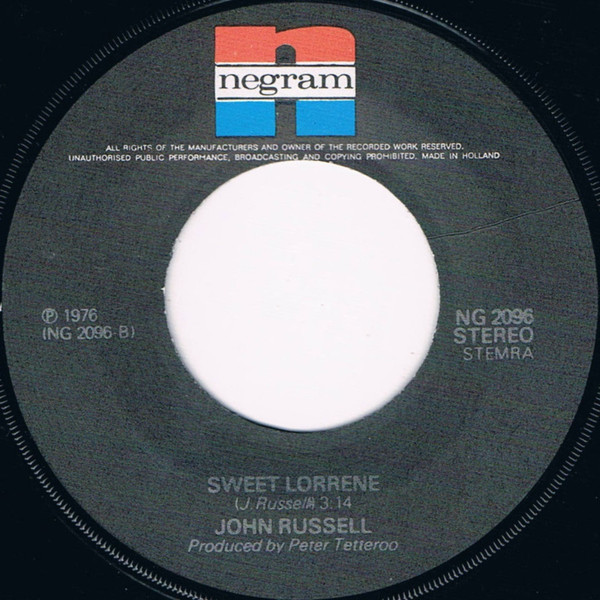 negram
ALL RIGHTS OF THE MANUFACTURERS AND OWNER OF THE RECORDED WORK RESERVED.
UNAUTHORISED PUBLIC PERFORMANCE, BROADCASTING AND COPYING PROHIBITED. MADE IN HOLLAND
℗ 1976
(NG 2096-B)
NG 2096
STEREO
STEMRA
SWEET LORRENE
(J. Russell) 3.14
JOHN RUSSELL
Produced by Peter Tetteroo